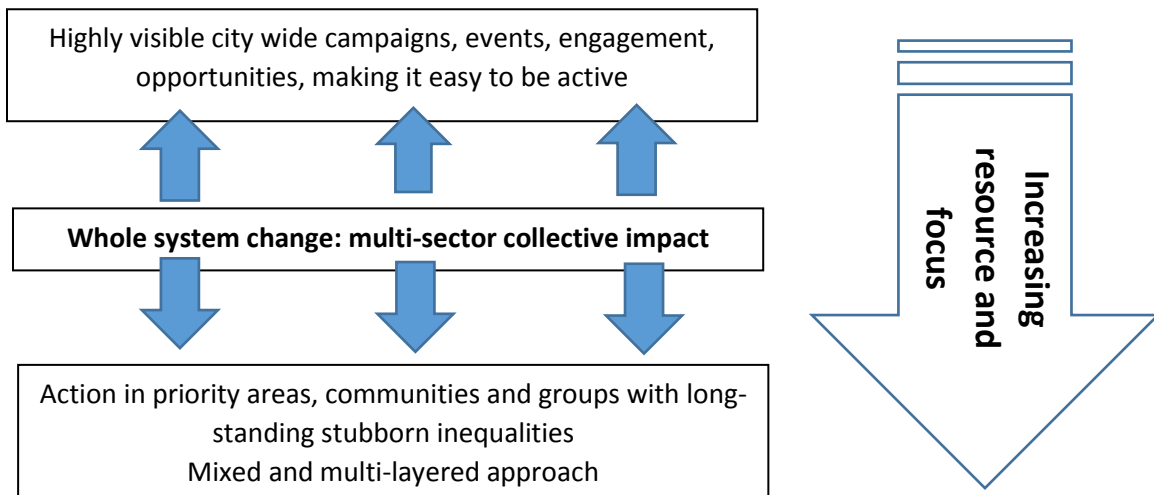 Highly visible city wide campaigns, events, engagement,
opportunities, making it easy to be active
Whole system change: multi-sector collective impact
Action in priority areas, communities and groups with long-
standing stubborn inequalities
Mixed and multi-layered approach
Increasing
resource and
focus